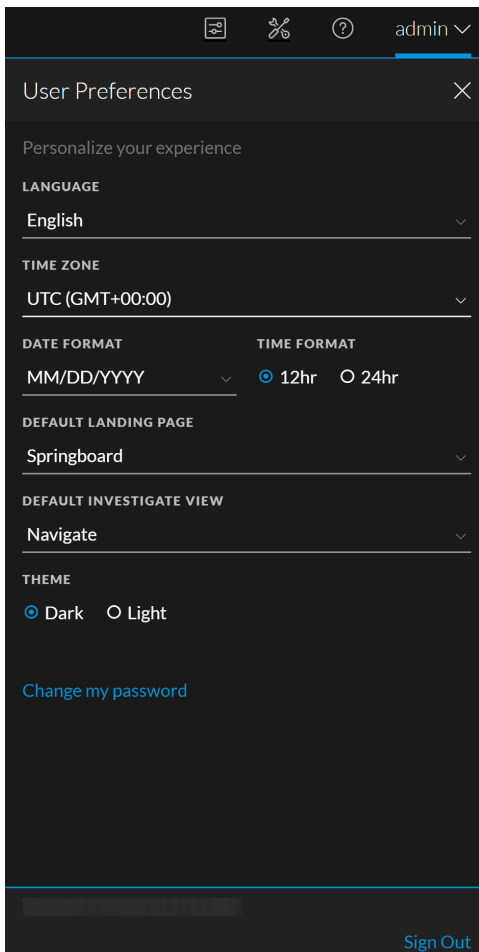 admin
User Preferences
Personalize your experience
LANGUAGE
English
TIME ZONE
UTC (GMT+00:00)
DATE FORMAT TIME FORMAT
MM/DD/YYYY 12hr 24hr
DEFAULT LANDING PAGE
Springboard
DEFAULT INVESTIGATE VIEW
Navigate
THEME
Dark Light
Change my password
Sign Out